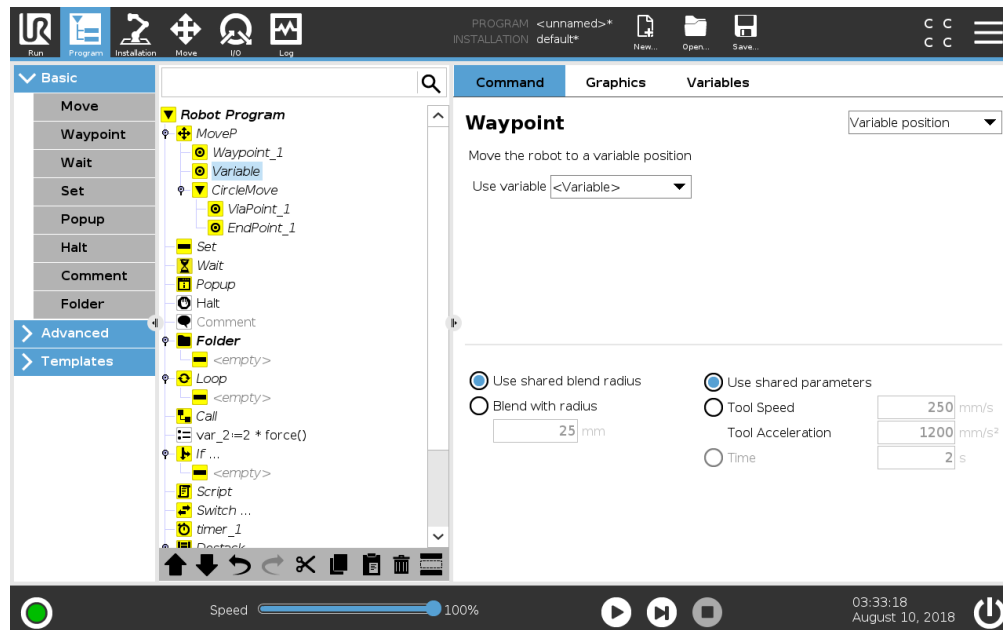 UR
Run
Program
Installation
Move
I/O
Log
PROGRAM <unnamed>*
INSTALLATION default*
New...
Open...
Save...
C C
C C
Basic
Move
Waypoint
Wait
Set
Popup
Halt
Comment
Folder
Advanced
Templates
Robot Program
MoveP
Waypoint_1
Variable
CircleMove
ViaPoint_1
EndPoint_1
Set
Wait
Popup
Halt
Comment
Folder
<empty>
Loop
<empty>
Call
var_2:=2 * force()
If ...
<empty>
Script
Switch ...
timer_1
Destack
Command Graphics Variables
Waypoint
Variable position
Move the robot to a variable position
Use variable <Variable>
Use shared blend radius
Blend with radius
25 mm
Use shared parameters
Tool Speed 250 mm/s
Tool Acceleration 1200 mm/s²
Time 2 s
Speed 100%
03:33:18
August 10, 2018